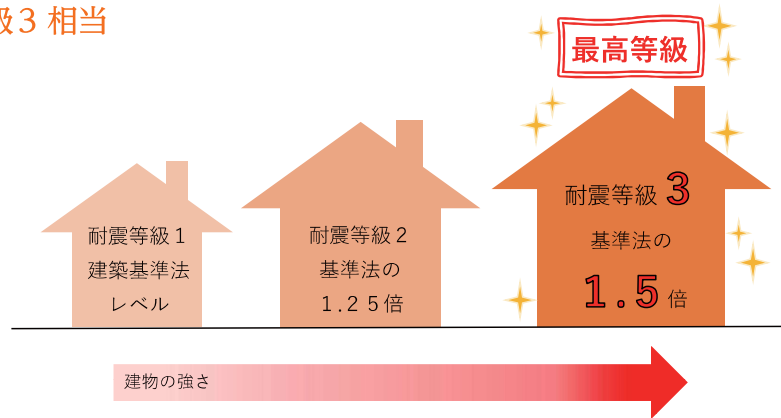 級3 相当
最高等級
耐震等級1
建築基準法
レベル
耐震等級2
基準法の
1.25倍
耐震等級 3
基準法の
1.5 倍
建物の強さ